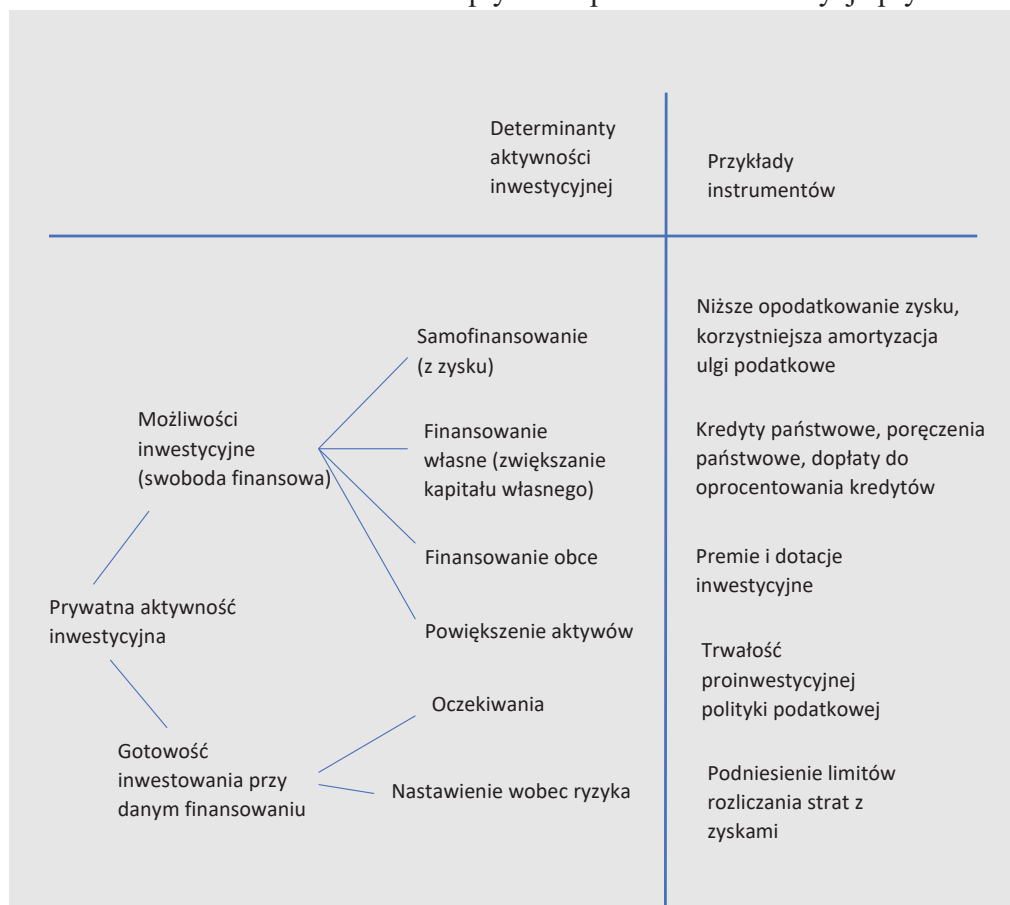 Determinanty
aktywności
inwestycyjnej
Przykłady
instrumentów
Samofinansowanie
(z zysku)
Niższe opodatkowanie zysku,
korzystniejsza amortyzacja
ulgi podatkowe
Możliwości
inwestycyjne
(swoboda finansowa)
Finansowanie
własne (zwiększanie
kapitału własnego)
Kredyty państwowe, poręczenia
państwowe, dopłaty do
oprocentowania kredytów
Finansowanie obce
Premie i dotacje
inwestycyjne
Prywatna aktywność
inwestycyjna
Powiększenie aktywów
Trwałość
proinwestycyjnej
polityki podatkowej
Oczekiwania
Gotowość
inwestowania przy
danym finansowaniu
Nastawienie wobec ryzyka
Podniesienie limitów
rozliczania strat z
zyskami